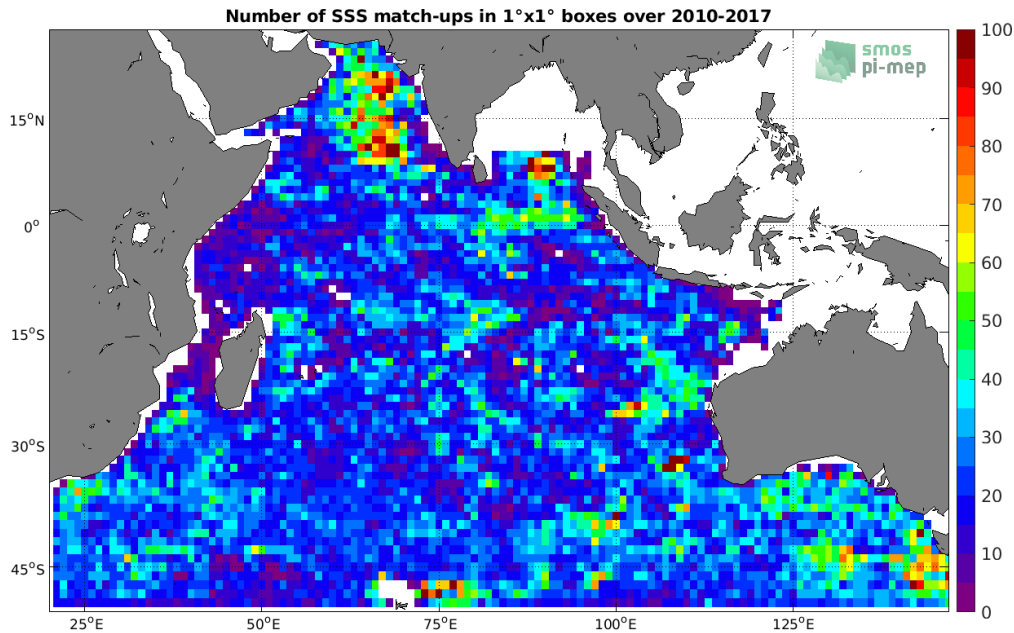 Number of SSS match-ups in 1°x1° boxes over 2010-2017
smos
pi-mep
100
90
80
70
60
50
40
30
20
10
0
15°N
0°
15°S
30°S
45°S
25°E
50°E
75°E
100°E
125°E